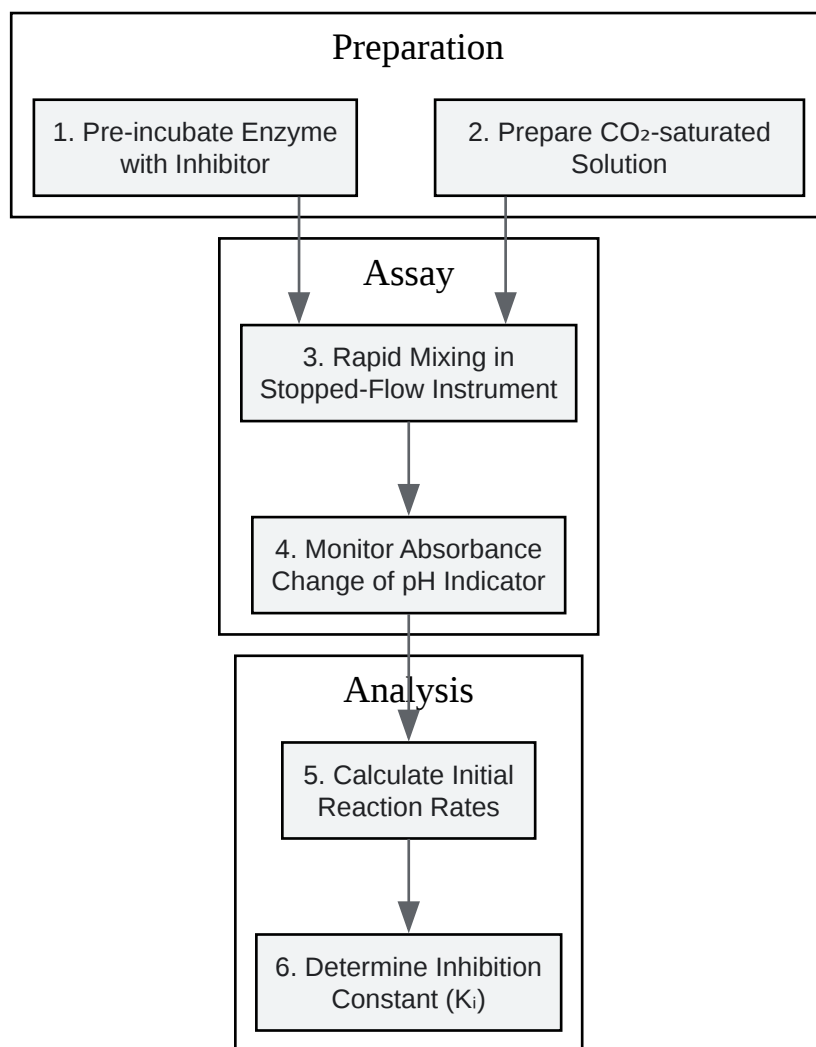 Preparation
1. Pre-incubate Enzyme
with Inhibitor
2. Prepare CO₂-saturated
Solution
Assay
3. Rapid Mixing in
Stopped-Flow Instrument
4. Monitor Absorbance
Change of pH Indicator
Analysis
5. Calculate Initial
Reaction Rates
6. Determine Inhibition
Constant (Kᵢ)